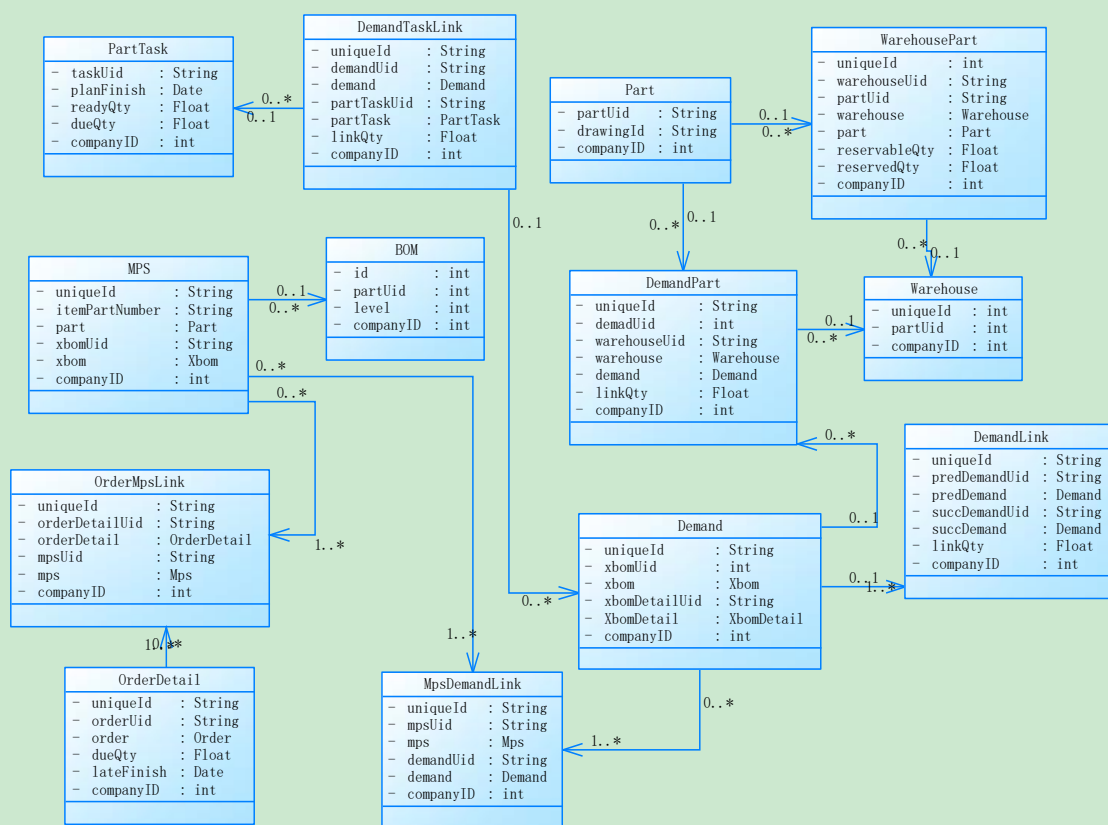 PartTask
- taskUid : String
- planFinish : Date
- readyQty : Float
- dueQty : Float
- companyID : int
DemandTaskLink
- uniqueId : String
- demandUid : String
- demand : Demand
- partTaskUid : String
- partTask : PartTask
- linkQty : Float
- companyID : int
0..*
0..1
Part
- partUid : String
- drawingId : String
- companyID : int
0..1
0..*
WarehousePart
- uniqueId : int
- warehouseUid : String
- partUid : String
- warehouse : Warehouse
- part : Part
- reservableQty : Float
- reservedQty : Float
- companyID : int
0..1
0..1
0..*
0..*
0..1
MPS
- uniqueId : String
- itemPartNumber : String
- part : Part
- xbomUid : String
- xbom : Xbom
- companyID : int
0..1
0..*
BOM
- id : int
- partUid : int
- level : int
- companyID : int
DemandPart
- uniqueId : String
- demadUid : int
- warehouseUid : String
- warehouse : Warehouse
- demand : Demand
- linkQty : Float
- companyID : int
0..1
0..*
Warehouse
- uniqueId : int
- partUid : int
- companyID : int
0..*
0..*
0..*
DemandLink
- uniqueId : String
- predDemandUid : String
- predDemand : Demand
- succDemandUid : String
- succDemand : Demand
- linkQty : Float
- companyID : int
OrderMpsLink
- uniqueId : String
- orderDetailUid : String
- orderDetail : OrderDetail
- mpsUid : String
- mps : Mps
- companyID : int
1..*
0..1
Demand
- uniqueId : String
- xbomUid : int
- xbom : Xbom
- xbomDetailUid : String
- XbomDetail : XbomDetail
- companyID : int
0..1
1..*
0..*
1..*
OrderDetail
- uniqueId : String
- orderUid : String
- order : Order
- dueQty : Float
- lateFinish : Date
- companyID : int
MpsDemandLink
- uniqueId : String
- mpsUid : String
- mps : Mps
- demandUid : String
- demand : Demand
- companyID : int
0..*
1..*